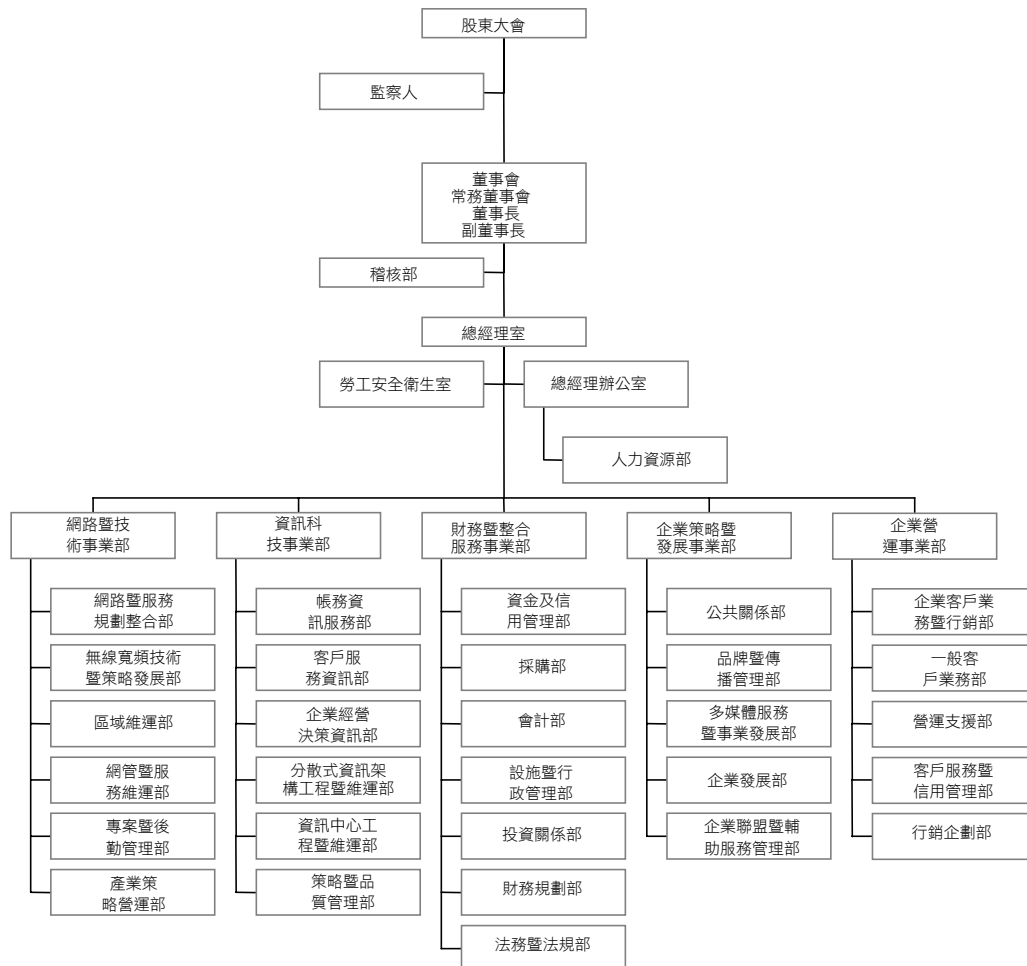 股東大會
監察人
董事會
常務董事會
董事長
副董事長
稽核部
總經理室
勞工安全衛生室
總經理辦公室
人力資源部
網路暨技
術事業部
資訊科
技事業部
財務暨整合
服務事業部
企業策略暨
發展事業部
企業營
運事業部
網路暨服務
規劃整合部
無線寬頻技術
暨策略發展部
區域維運部
網管暨服
務維運部
專案暨後
勤管理部
產業策
略營運部
帳務資
訊服務部
客戶服
務資訊部
企業經營
決策資訊部
分散式資訊架
構工程暨維運部
資訊中心工
程暨維運部
策略暨品
質管理部
資金及信
用管理部
採購部
會計部
設施暨行
政管理部
投資關係部
財務規劃部
法務暨法規部
公共關係部
品牌暨傳
播管理部
多媒體服務
暨事業發展部
企業發展部
企業聯盟暨輔
助服務管理部
企業客戶業
務暨行銷部
一般客
戶業務部
營運支援部
客戶服務暨
信用管理部
行銷企劃部